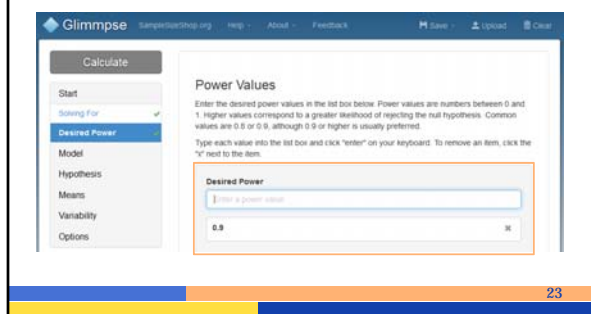 Glimmpse SampleSizeShop.org Help About Feedback Save Upload Clear
Calculate
Start
Solving For
Desired Power
Model
Hypothesis
Means
Variability
Options
Power Values
Enter the desired power values in the list box below. Power values are numbers between 0 and
1. Higher values correspond to a greater likelihood of rejecting the null hypothesis. Common
values are 0.8 or 0.9, although 0.9 or higher is usually preferred.
Type each value into the list box and click "enter" on your keyboard. To remove an item, click the
"x" next to the item.
Desired Power
Enter a power value
0.9
23